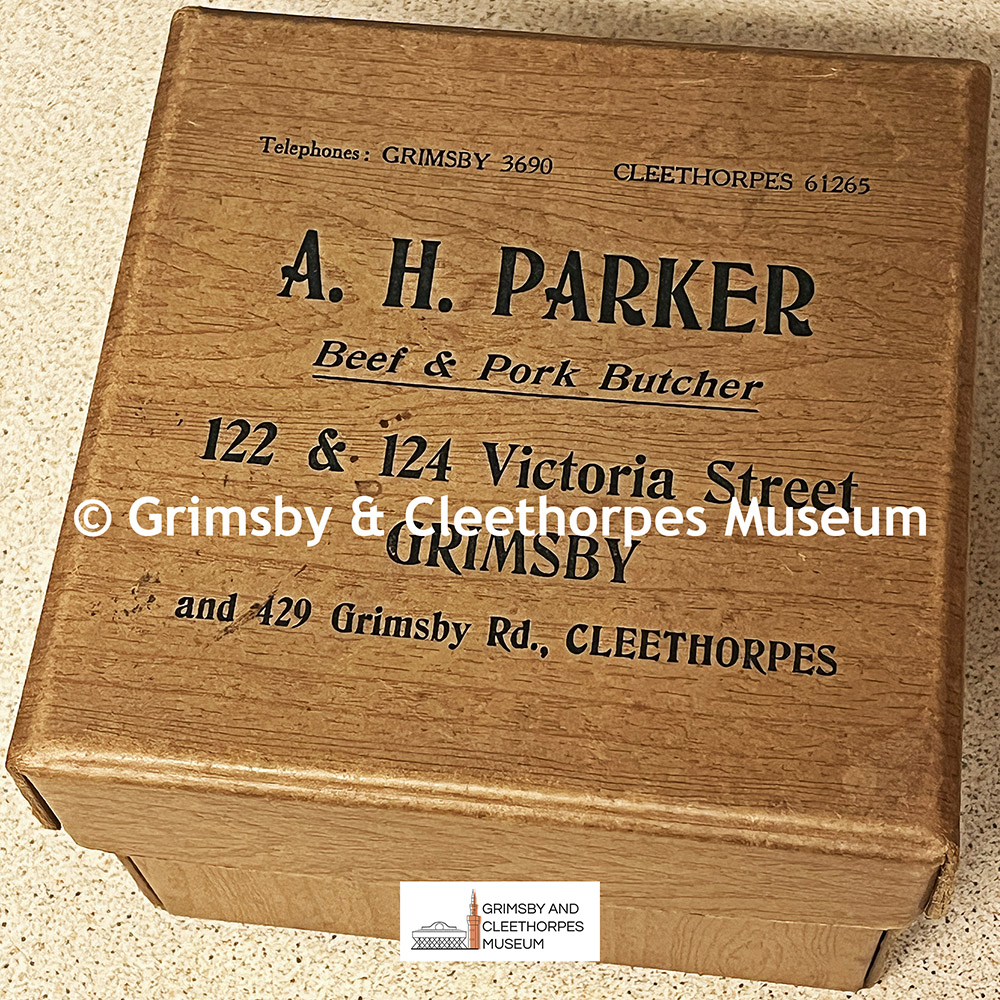 Telephones: GRIMSBY 3690 CLEETHORPES 61265
A. H. PARKER
Beef & Pork Butcher
122 & 124 Victoria Street
© Grimsby & Cleethorpes Museum
GRIMSBY
and 429 Grimsby Rd., CLEETHORPES
GRIMSBY AND
CLEETHORPES
MUSEUM